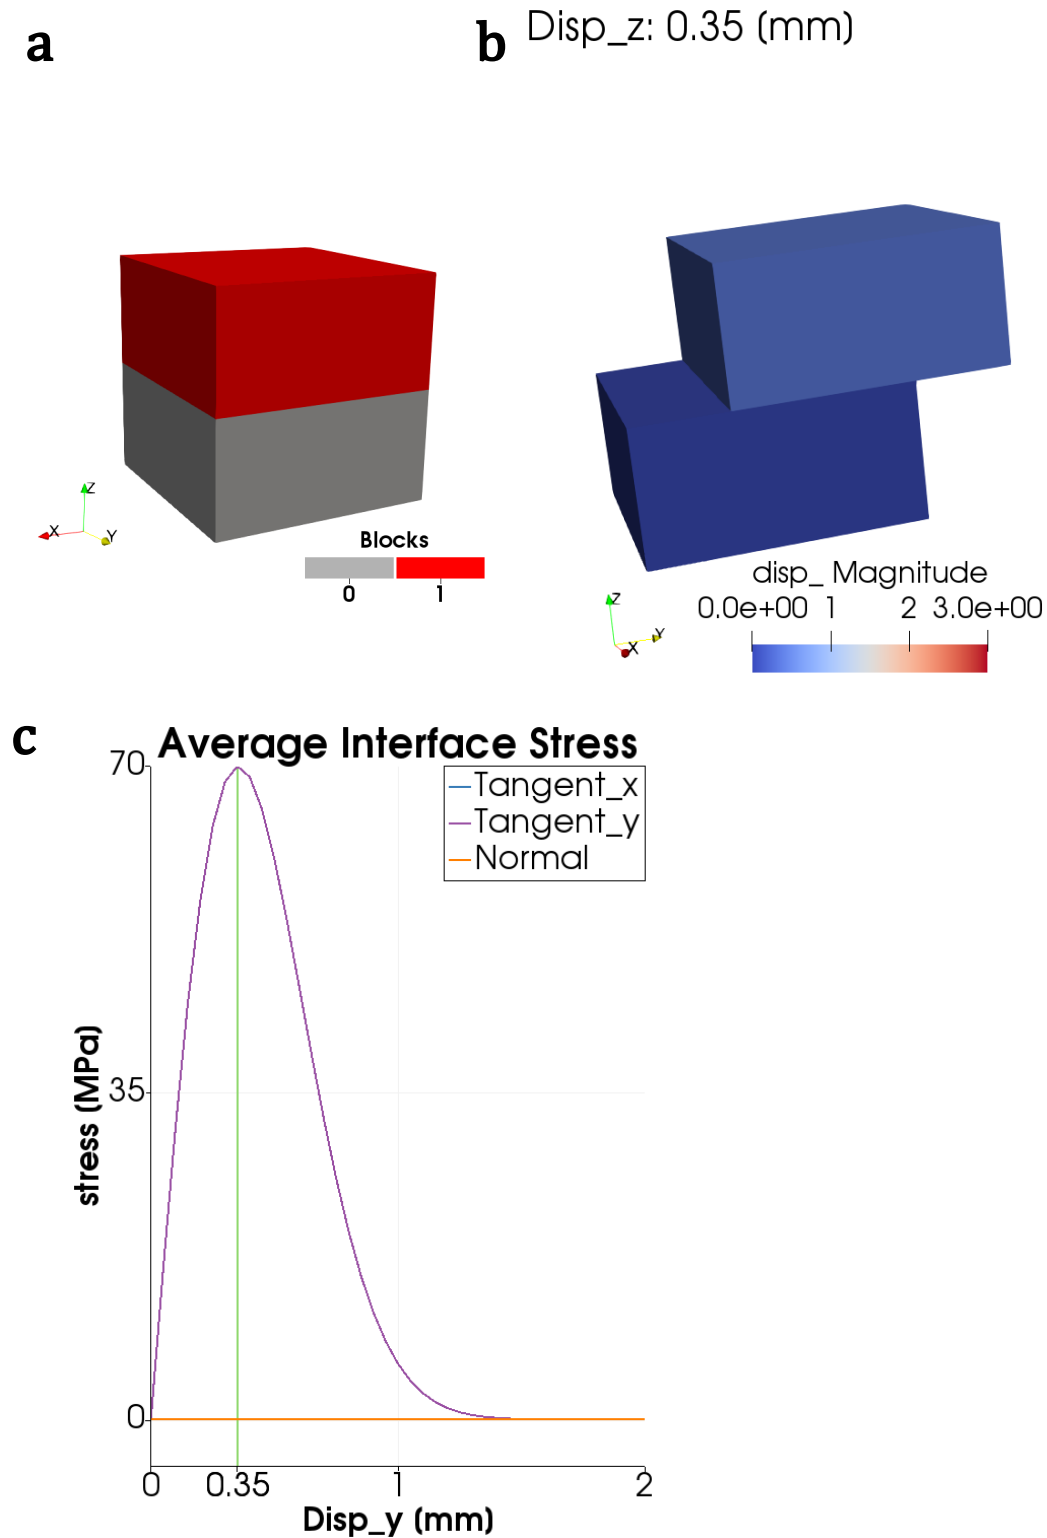 a
Z
X
Y
Blocks
0 1
b
Disp_z: 0.35 (mm)
Z
Y
X
disp_ Magnitude
0.0e+00 1 2 3.0e+00
c
Average Interface Stress
Tangent_x
Tangent_y
Normal
stress (MPa)
70
35
0
0 0.35 1 2
Disp_y (mm)